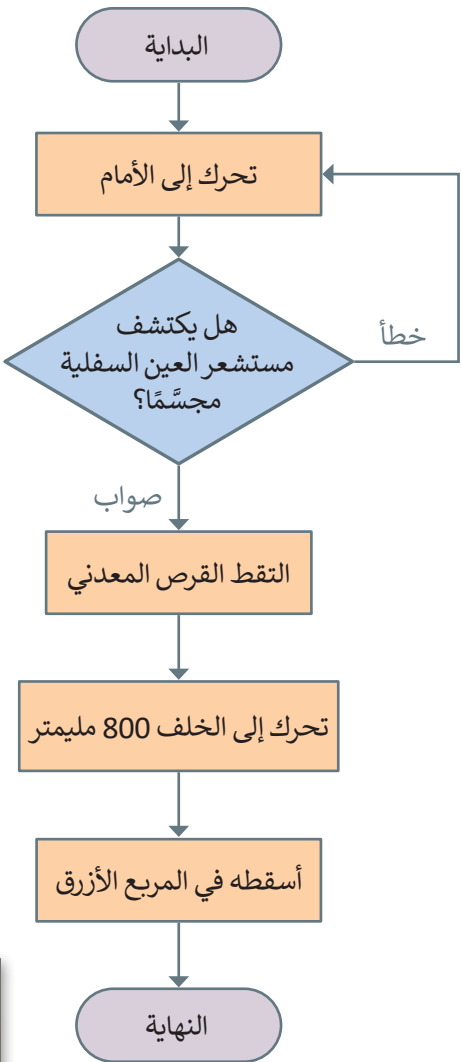 البداية
تحرك إلى الأمام
هل يكتشف
مستشعر العين السفلية
مجسَّمًا؟
خطأ
صواب
التقط القرص المعدني
تحرك إلى الخلف 800 مليمتر
أسقطه في المربع الأزرق
النهاية